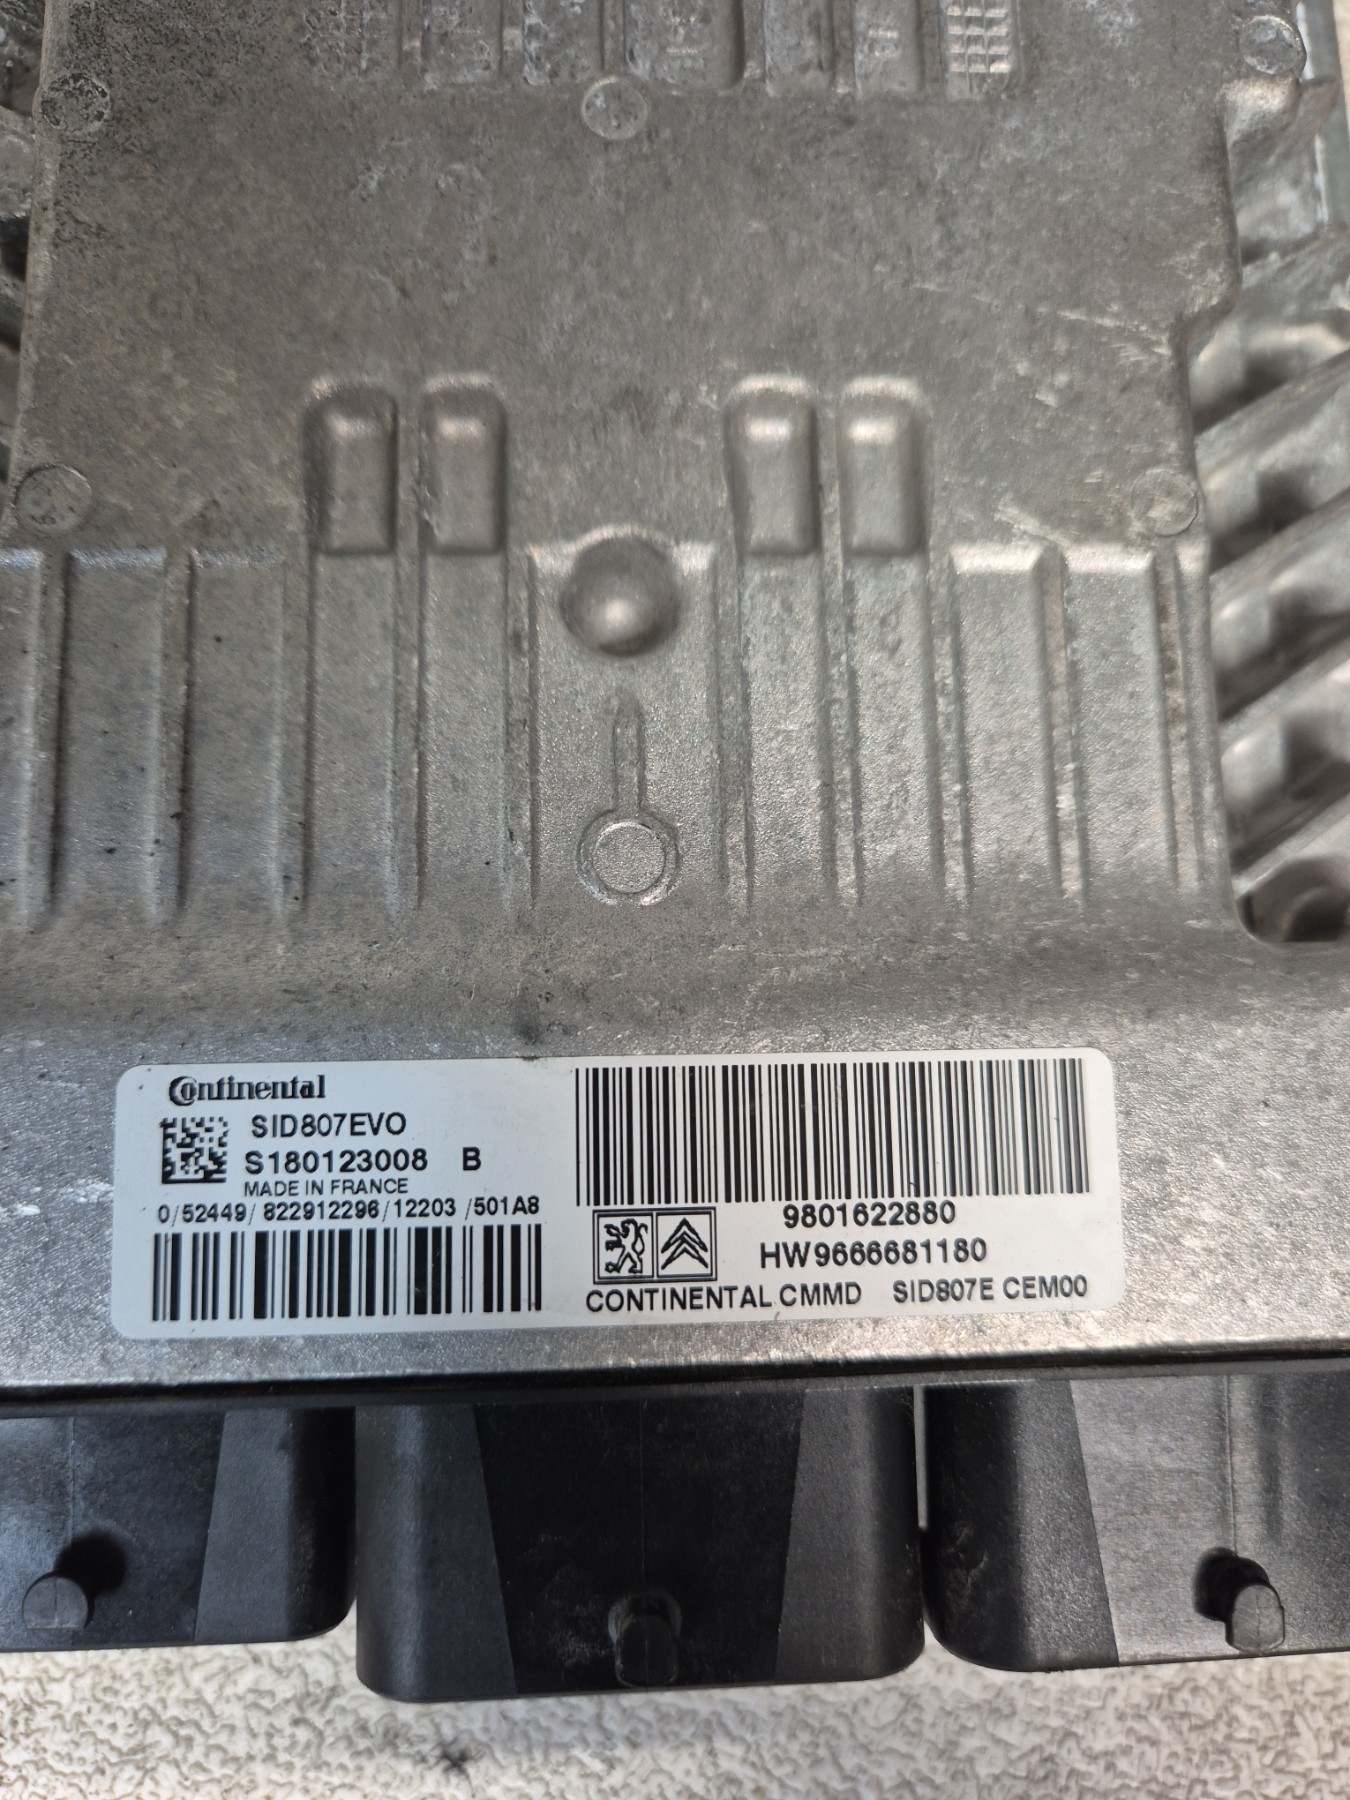 Continental
SID807EVO
S180123008 B
MADE IN FRANCE
0/52449/822912296/12203/501A8
9801622880
HW9666681180
CONTINENTAL CMMD SID807E CEM00